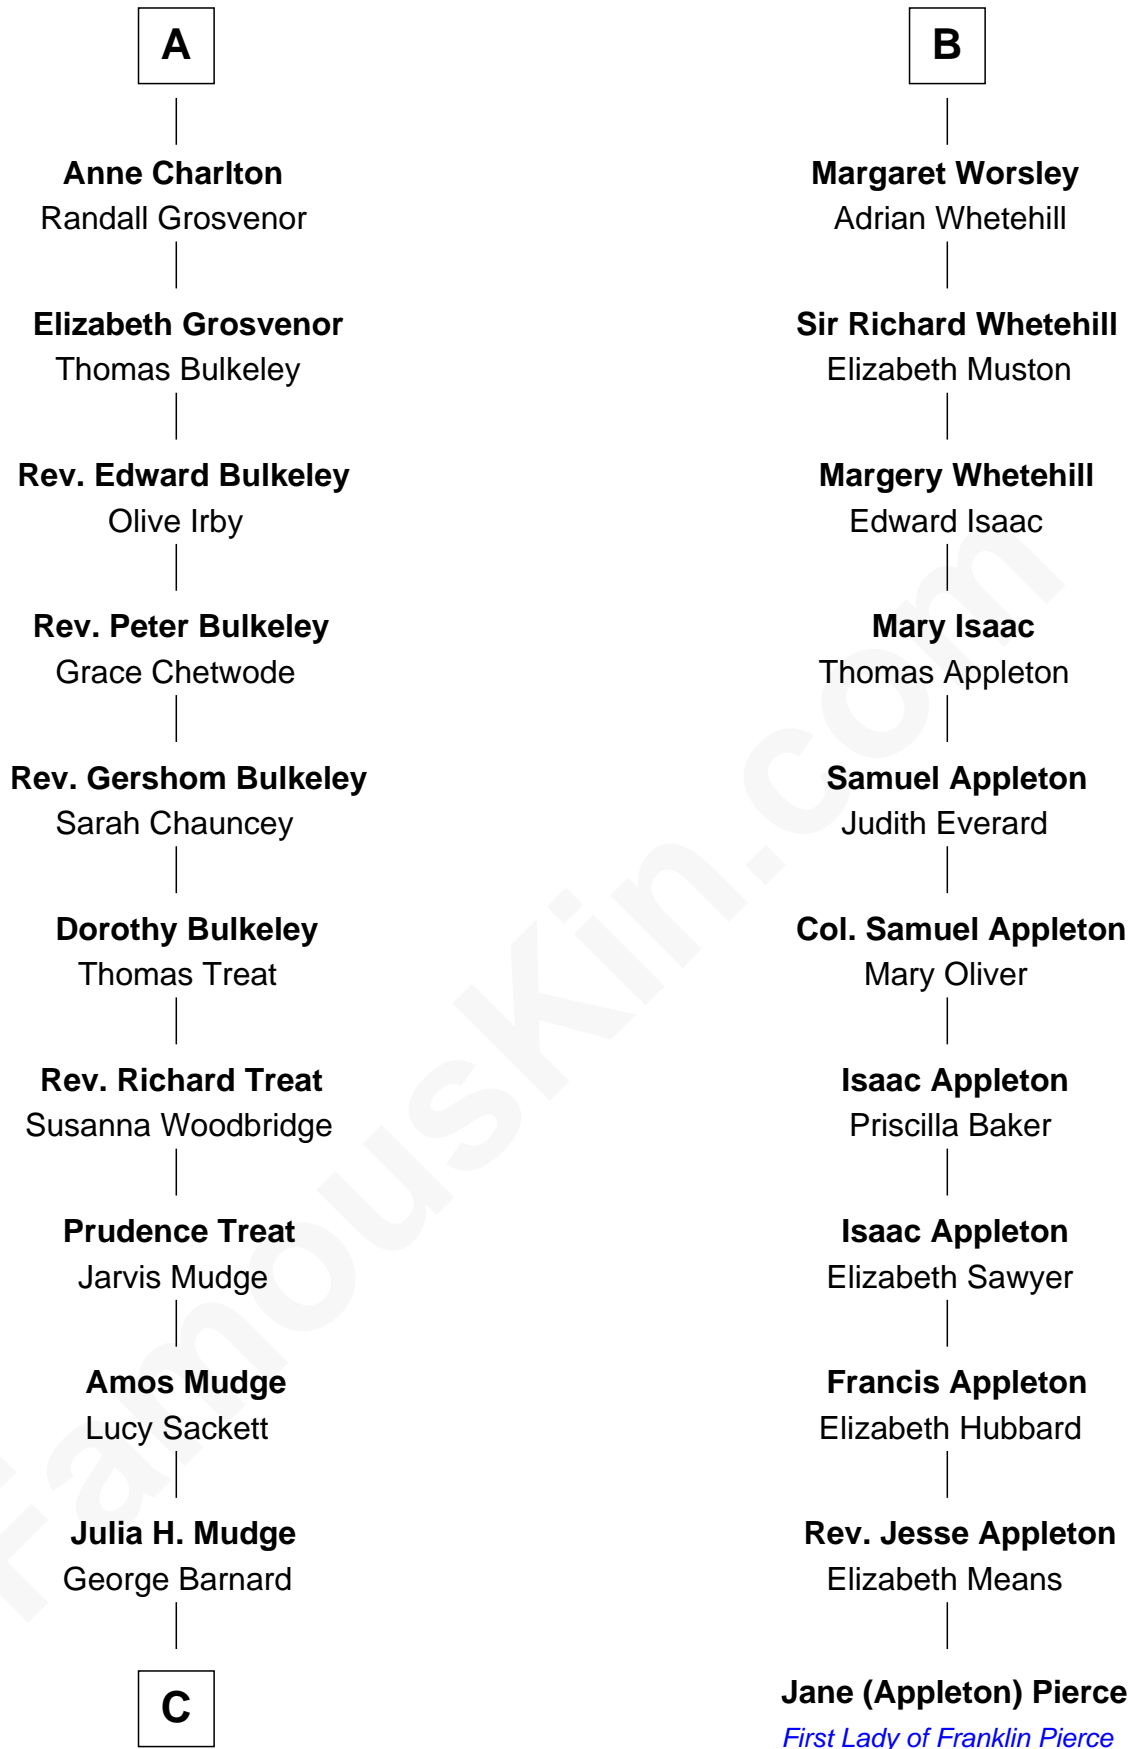 A
Anne Charlton
Randall Grosvenor
Elizabeth Grosvenor
Thomas Bulkeley
Rev. Edward Bulkeley
Olive Irby
Rev. Peter Bulkeley
Grace Chetwode
Rev. Gershom Bulkeley
Sarah Chauncey
Dorothy Bulkeley
Thomas Treat
Rev. Richard Treat
Susanna Woodbridge
Prudence Treat
Jarvis Mudge
Amos Mudge
Lucy Sackett
Julia H. Mudge
George Barnard
C
B
Margaret Worsley
Adrian Whetehill
Sir Richard Whetehill
Elizabeth Muston
Margery Whetehill
Edward Isaac
Mary Isaac
Thomas Appleton
Samuel Appleton
Judith Everard
Col. Samuel Appleton
Mary Oliver
Isaac Appleton
Priscilla Baker
Isaac Appleton
Elizabeth Sawyer
Francis Appleton
Elizabeth Hubbard
Rev. Jesse Appleton
Elizabeth Means
Jane (Appleton) Pierce
First Lady of Franklin Pierce
FamousKin.com